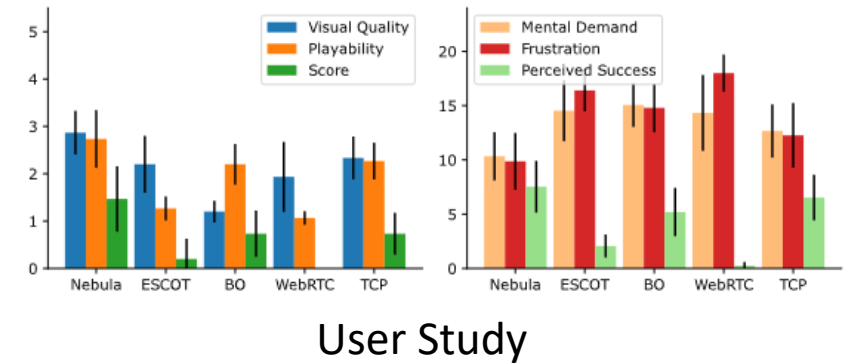 5
4
3
2
1
0
Visual Quality
Playability
Score
Nebula ESCOT BO WebRTC TCP
20
15
10
5
0
Mental Demand
Frustration
Perceived Success
Nebula ESCOT BO WebRTC TCP
User Study